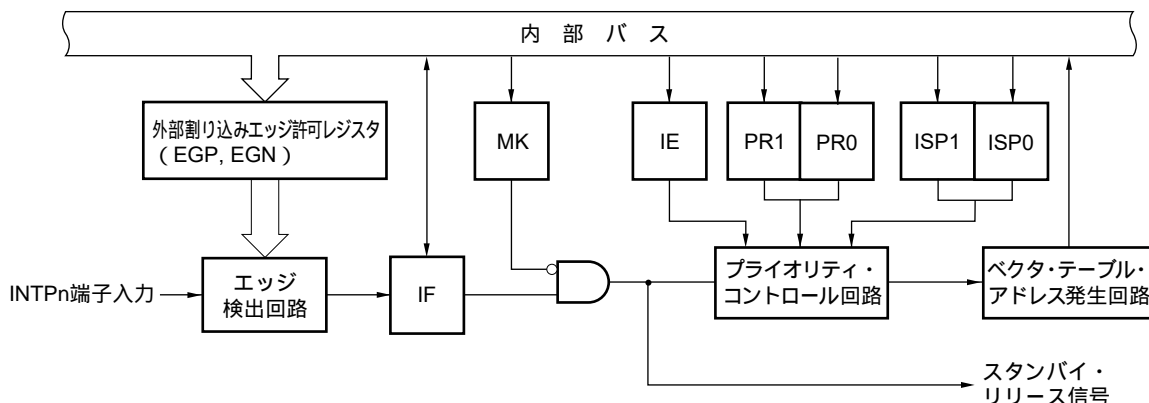 内 部 バ ス
外部割り込みエッジ許可レジスタ
（EGP, EGN）
MK
IE
PR1
PR0
ISP1
ISP0
INTPn端子入力
エッジ
検出回路
IF
プライオリティ・
コントロール回路
ベクタ・テーブル・
アドレス発生回路
スタンバイ・
リリース信号